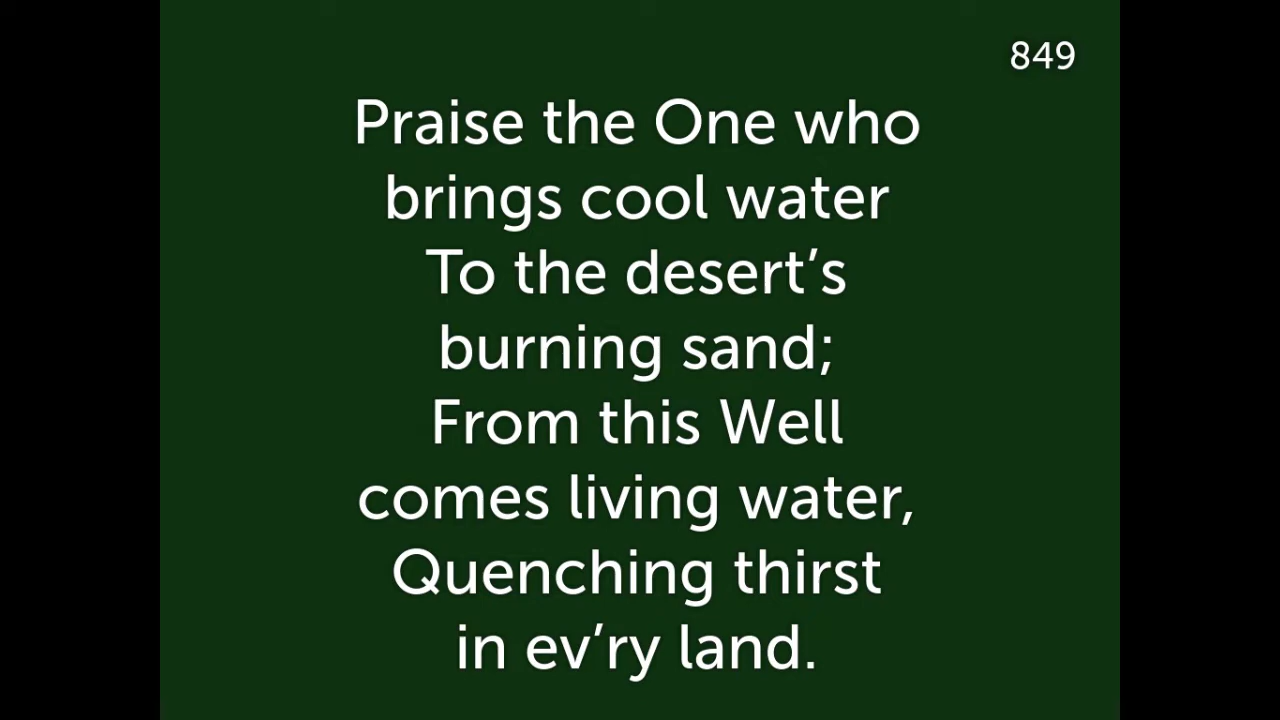 849
Praise the One who
brings cool water
To the desert’s
burning sand;
From this Well
comes living water,
Quenching thirst
in ev’ry land.